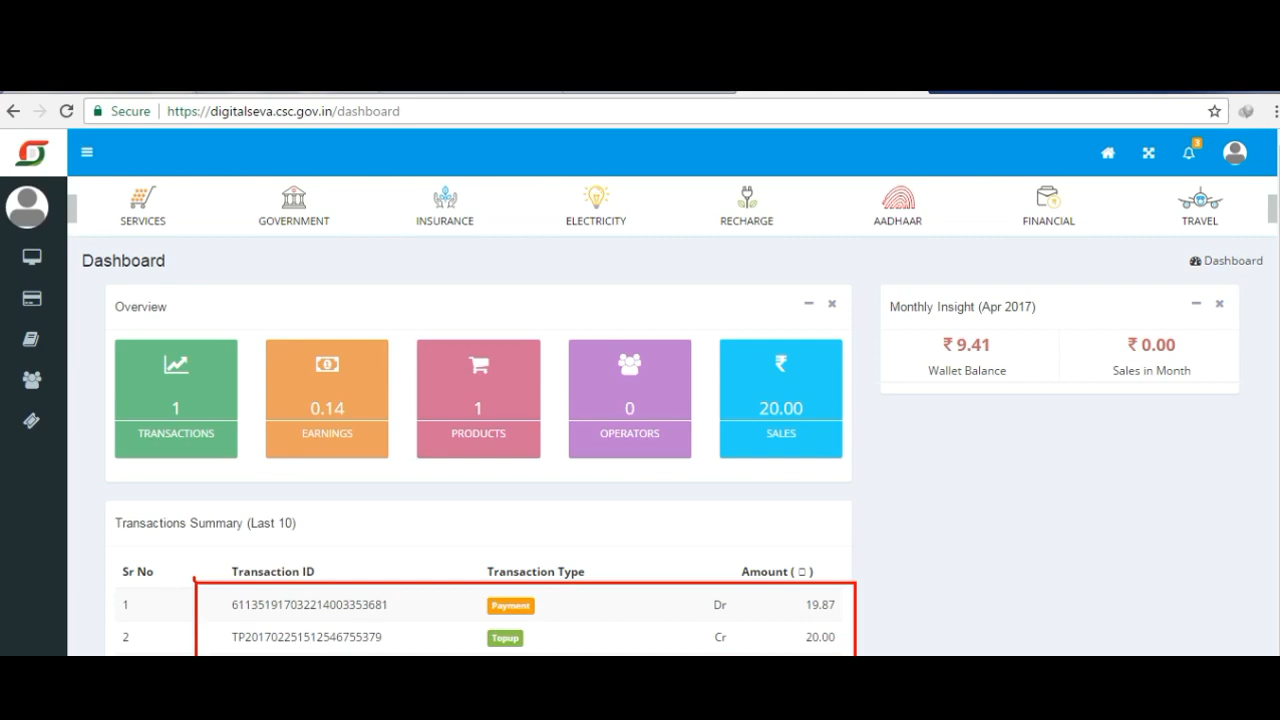 Secure https://digitalseva.csc.gov.in/dashboard
3
SERVICES GOVERNMENT INSURANCE ELECTRICITY RECHARGE AADHAAR FINANCIAL TRAVEL
Dashboard
Dashboard
Overview
1 0.14 1 0 ₹ 20.00
TRANSACTIONS EARNINGS PRODUCTS OPERATORS SALES
Monthly Insight (Apr 2017)
₹ 9.41 ₹ 0.00
Wallet Balance Sales in Month
Transactions Summary (Last 10)
Sr No Transaction ID Transaction Type Amount ( □ )
1 611351917032214003353681 Payment Dr 19.87
2 TP201702251512546755379 Topup Cr 20.00